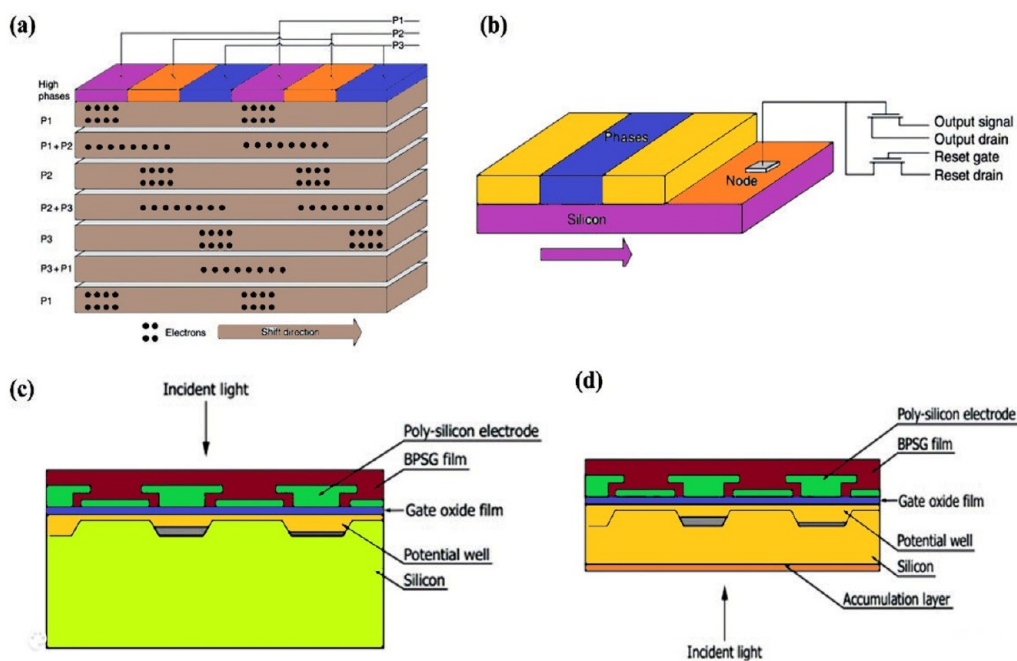 (a)
P1
P2
P3
High
phases
P1
P1 + P2
P2
P2 + P3
P3
P3 + P1
P1
Electrons
Shift direction
(b)
Phases
Node
Silicon
Output signal
Output drain
Reset gate
Reset drain
(c)
Incident light
Poly-silicon electrode
BPSG film
Gate oxide film
Potential well
Silicon
(d)
Poly-silicon electrode
BPSG film
Gate oxide film
Potential well
Silicon
Accumulation layer
Incident light